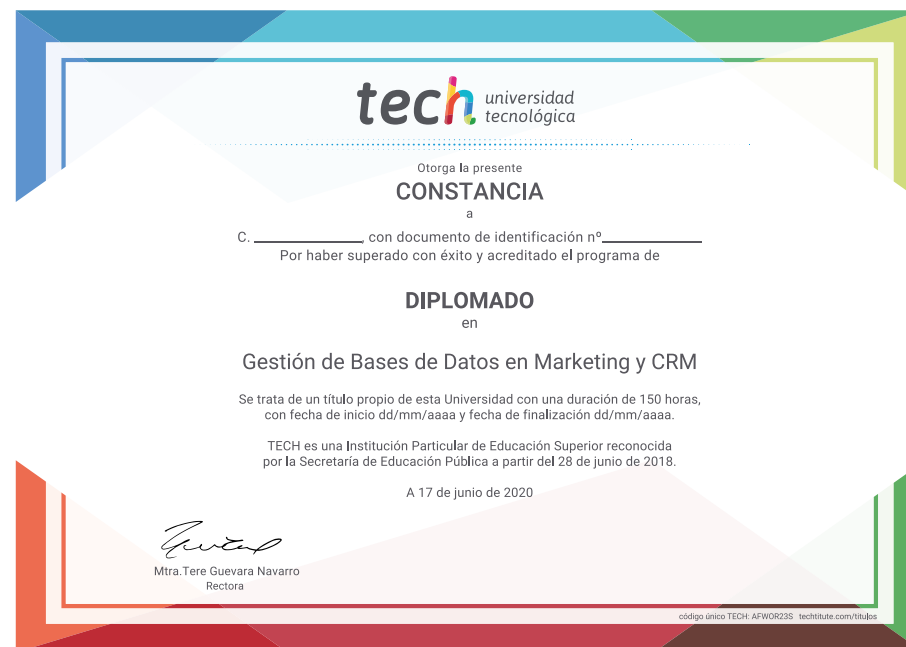 tech universidad
tecnológica
Otorga la presente
CONSTANCIA
a
C. ____________, con documento de identificación nº____________
Por haber superado con éxito y acreditado el programa de
DIPLOMADO
en
Gestión de Bases de Datos en Marketing y CRM
Se trata de un título propio de esta Universidad con una duración de 150 horas,
con fecha de inicio dd/mm/aaaa y fecha de finalización dd/mm/aaaa.
TECH es una Institución Particular de Educación Superior reconocida
por la Secretaría de Educación Pública a partir del 28 de junio de 2018.
A 17 de junio de 2020
Mtra.Tere Guevara Navarro
Rectora
código único TECH: AFWOR23S techtitute.com/titulos